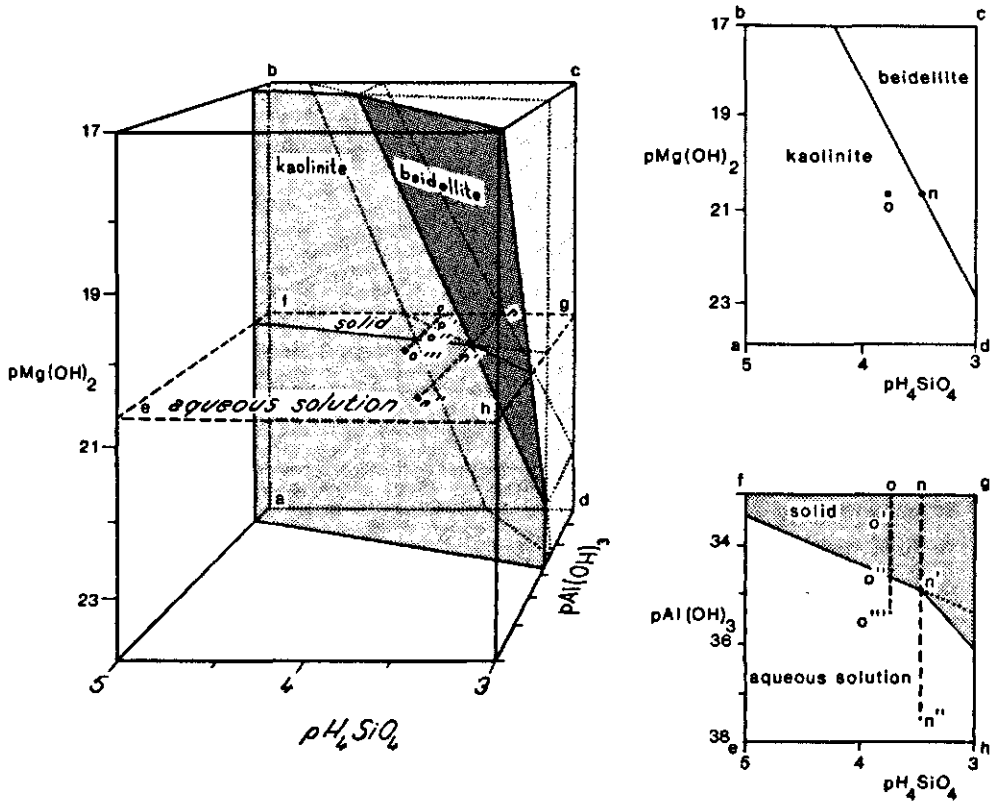 b
c
17
kaolinite
beidellite
19
f
g
solid
o
o'
o''
o'''
n
n'
n''
pMg(OH)₂
e
aqueous solution
h
21
a
d
pAl(OH)₃
23
5
4
3
pH₄SiO₄
b
c
17
beidellite
19
pMg(OH)₂
kaolinite
21
n
o
23
a
d
5
4
3
pH₄SiO₄
f
o
n
g
solid
o'
34
o''
n'
pAl(OH)₃
o'''
36
aqueous solution
n''
38
e
h
5
4
3
pH₄SiO₄